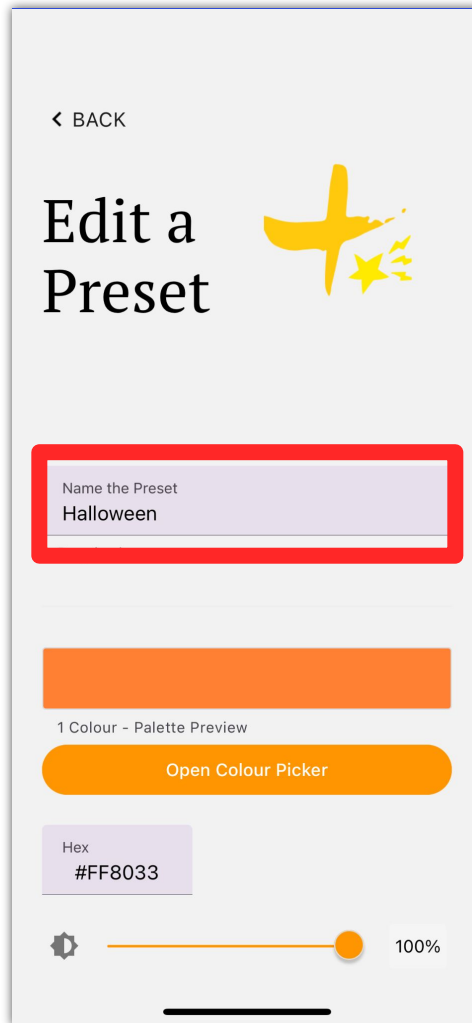 BACK
Edit a
Preset
Name the Preset
Halloween
1 Colour - Palette Preview
Open Colour Picker
Hex
#FF8033
100%